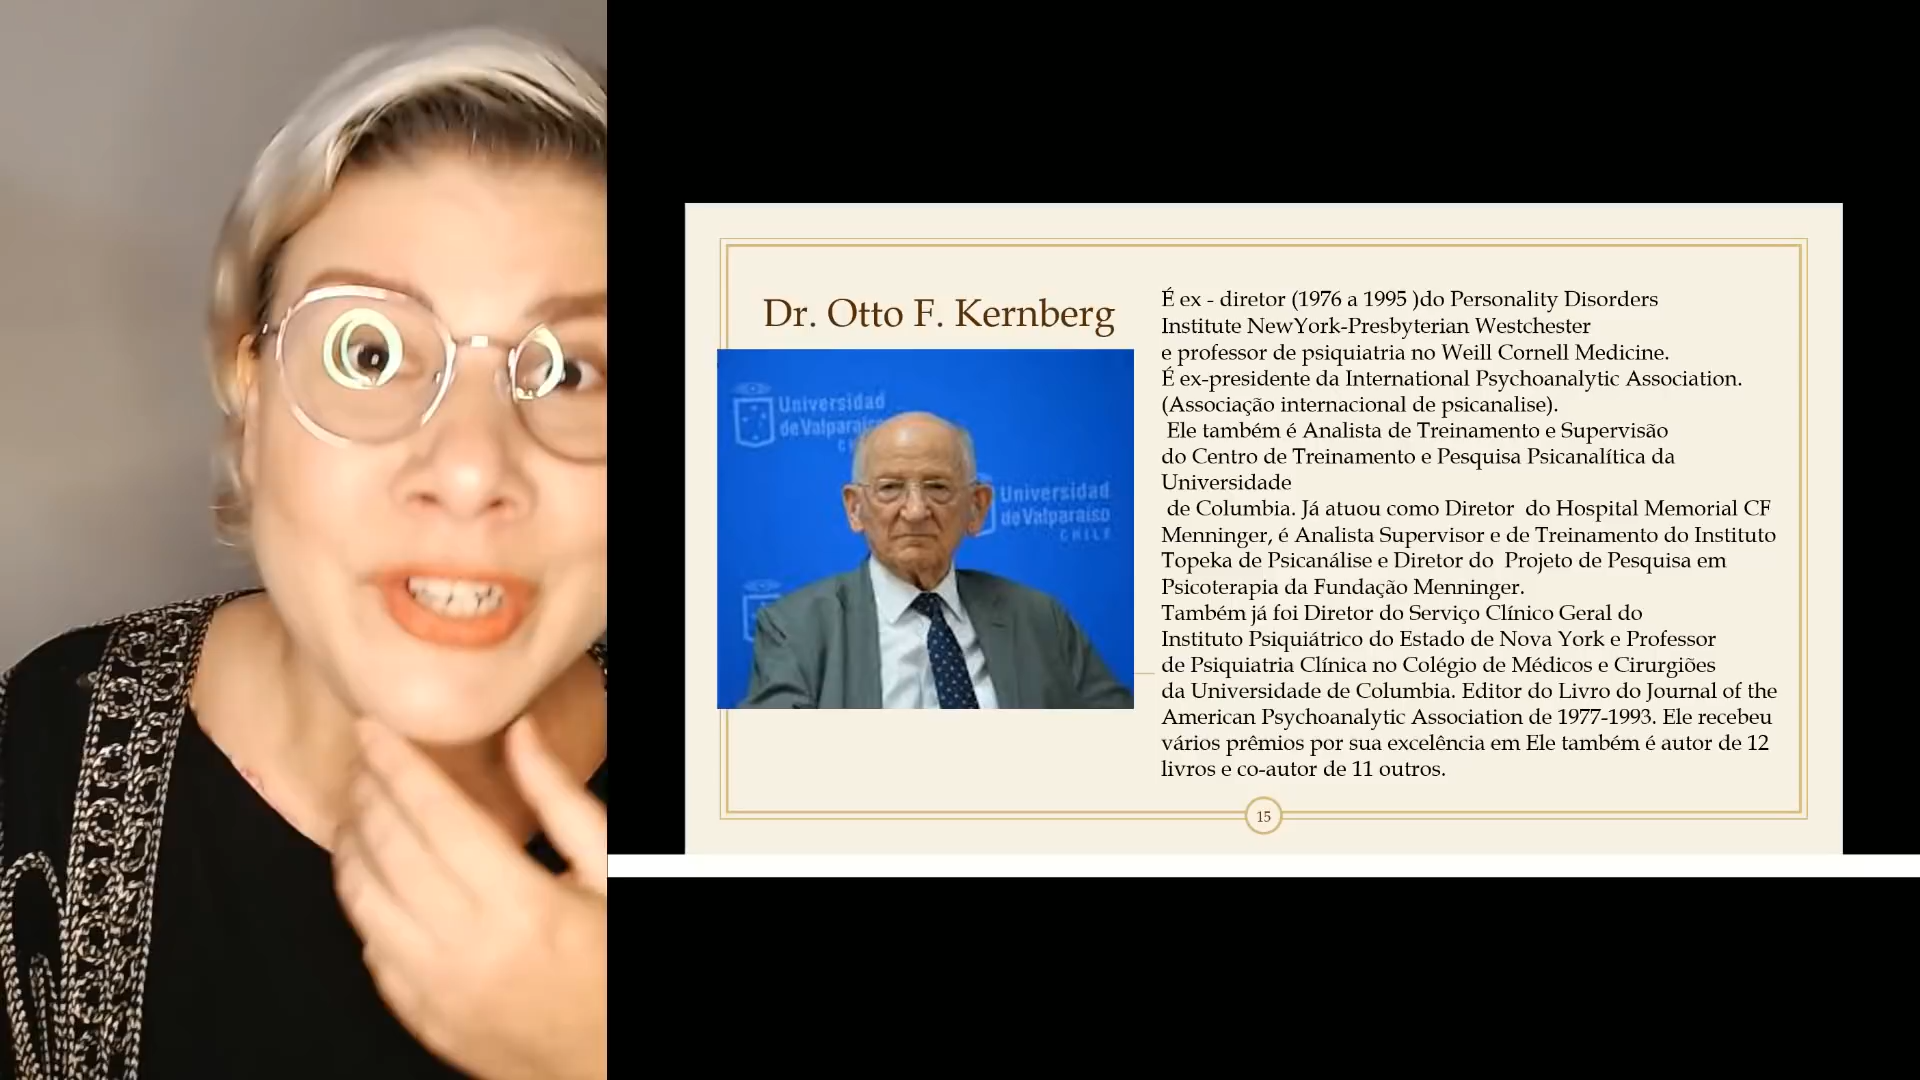 Dr. Otto F. Kernberg
Universidad
de Valparaíso
Universidad
de Valparaíso
CHILE
É ex - diretor (1976 a 1995 )do Personality Disorders
Institute NewYork-Presbyterian Westchester
e professor de psiquiatria no Weill Cornell Medicine.
É ex-presidente da International Psychoanalytic Association.
(Associação internacional de psicanalise).
Ele também é Analista de Treinamento e Supervisão
do Centro de Treinamento e Pesquisa Psicanalítica da
Universidade
de Columbia. Já atuou como Diretor do Hospital Memorial CF
Menninger, é Analista Supervisor e de Treinamento do Instituto
Topeka de Psicanálise e Diretor do Projeto de Pesquisa em
Psicoterapia da Fundação Menninger.
Também já foi Diretor do Serviço Clínico Geral do
Instituto Psiquiátrico do Estado de Nova York e Professor
de Psiquiatria Clínica no Colégio de Médicos e Cirurgiões
da Universidade de Columbia. Editor do Livro do Journal of the
American Psychoanalytic Association de 1977-1993. Ele recebeu
vários prêmios por sua excelência em Ele também é autor de 12
livros e co-autor de 11 outros.
15